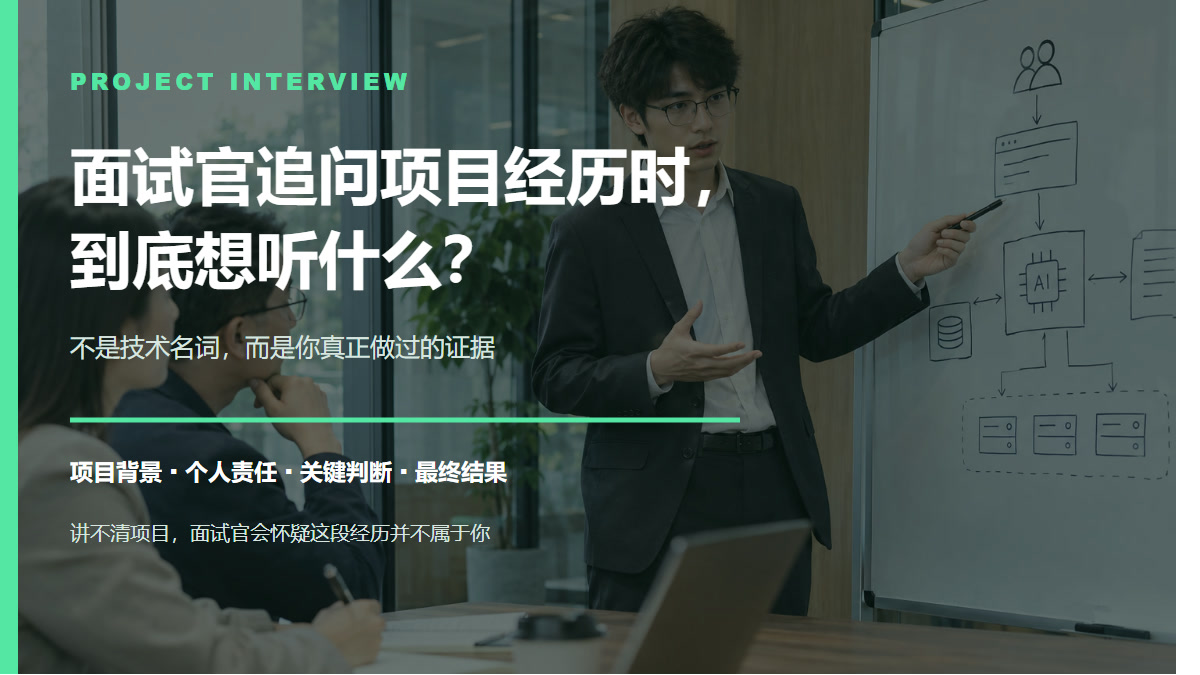 PROJECT INTERVIEW
面试官追问项目经历时，
到底想听什么？
不是技术名词，而是你真正做过的证据
项目背景 · 个人责任 · 关键判断 · 最终结果
讲不清项目，面试官会怀疑这段经历并不属于你
AI